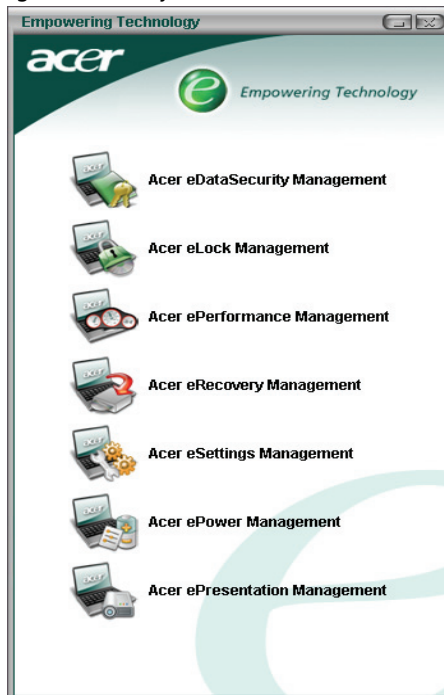 Empowering Technology
acer
e Empowering Technology
Acer eDataSecurity Management
Acer eLock Management
Acer ePerformance Management
Acer eRecovery Management
Acer eSettings Management
Acer ePower Management
Acer ePresentation Management